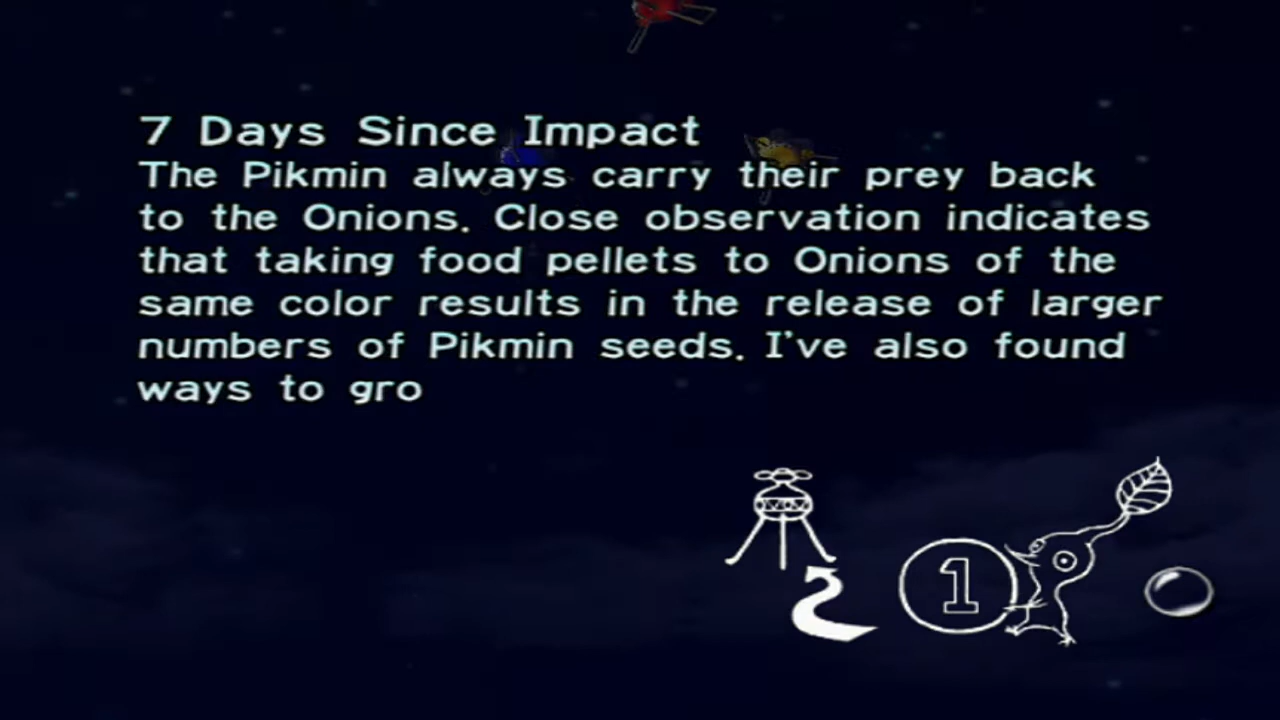 7 Days Since Impact
The Pikmin always carry their prey back
to the Onions. Close observation indicates
that taking food pellets to Onions of the
same color results in the release of larger
numbers of Pikmin seeds. I've also found
ways to gro
1